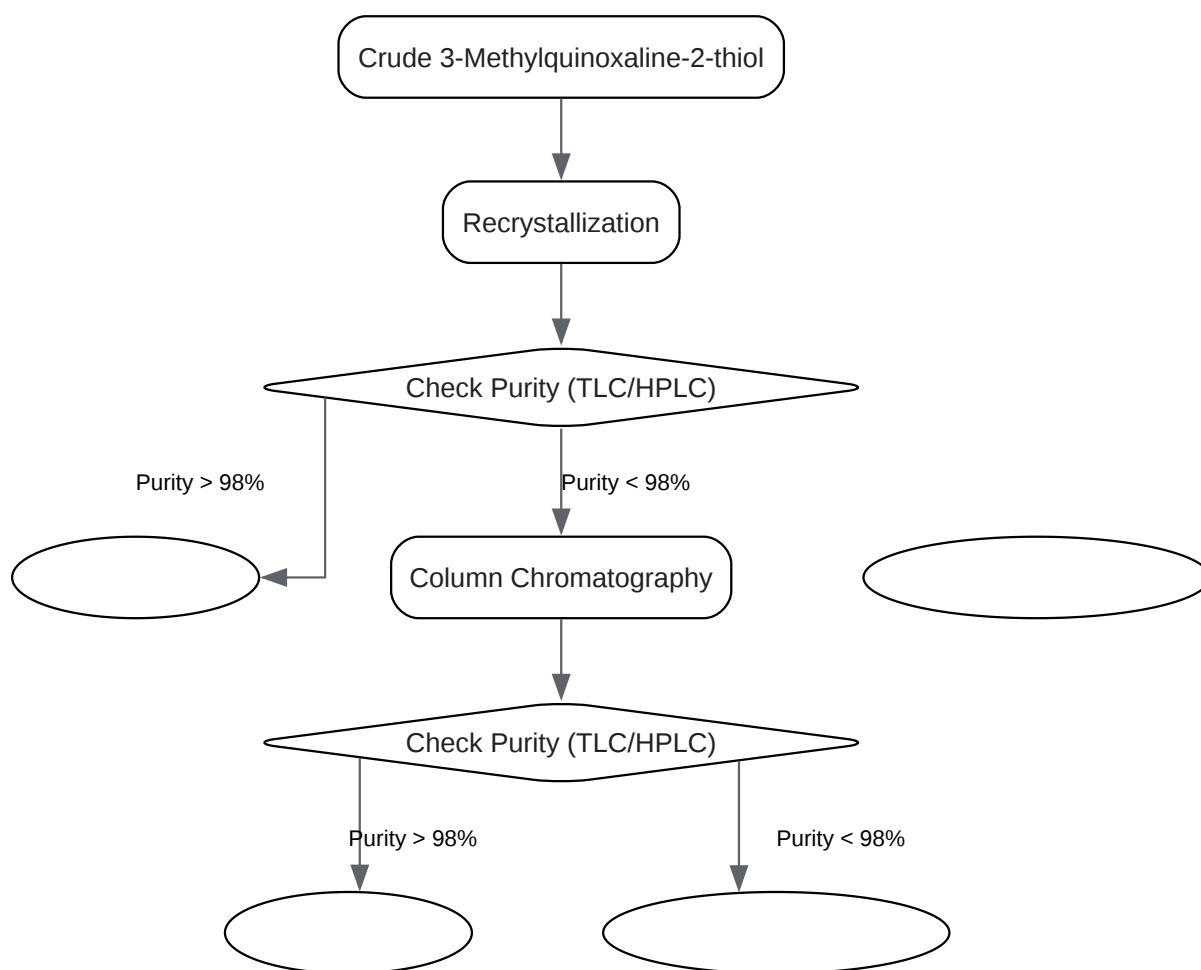 Crude 3-Methylquinoxaline-2-thiol
Recrystallization
Check Purity (TLC/HPLC)
Purity > 98%
Purity < 98%
Column Chromatography
Check Purity (TLC/HPLC)
Purity > 98%
Purity < 98%